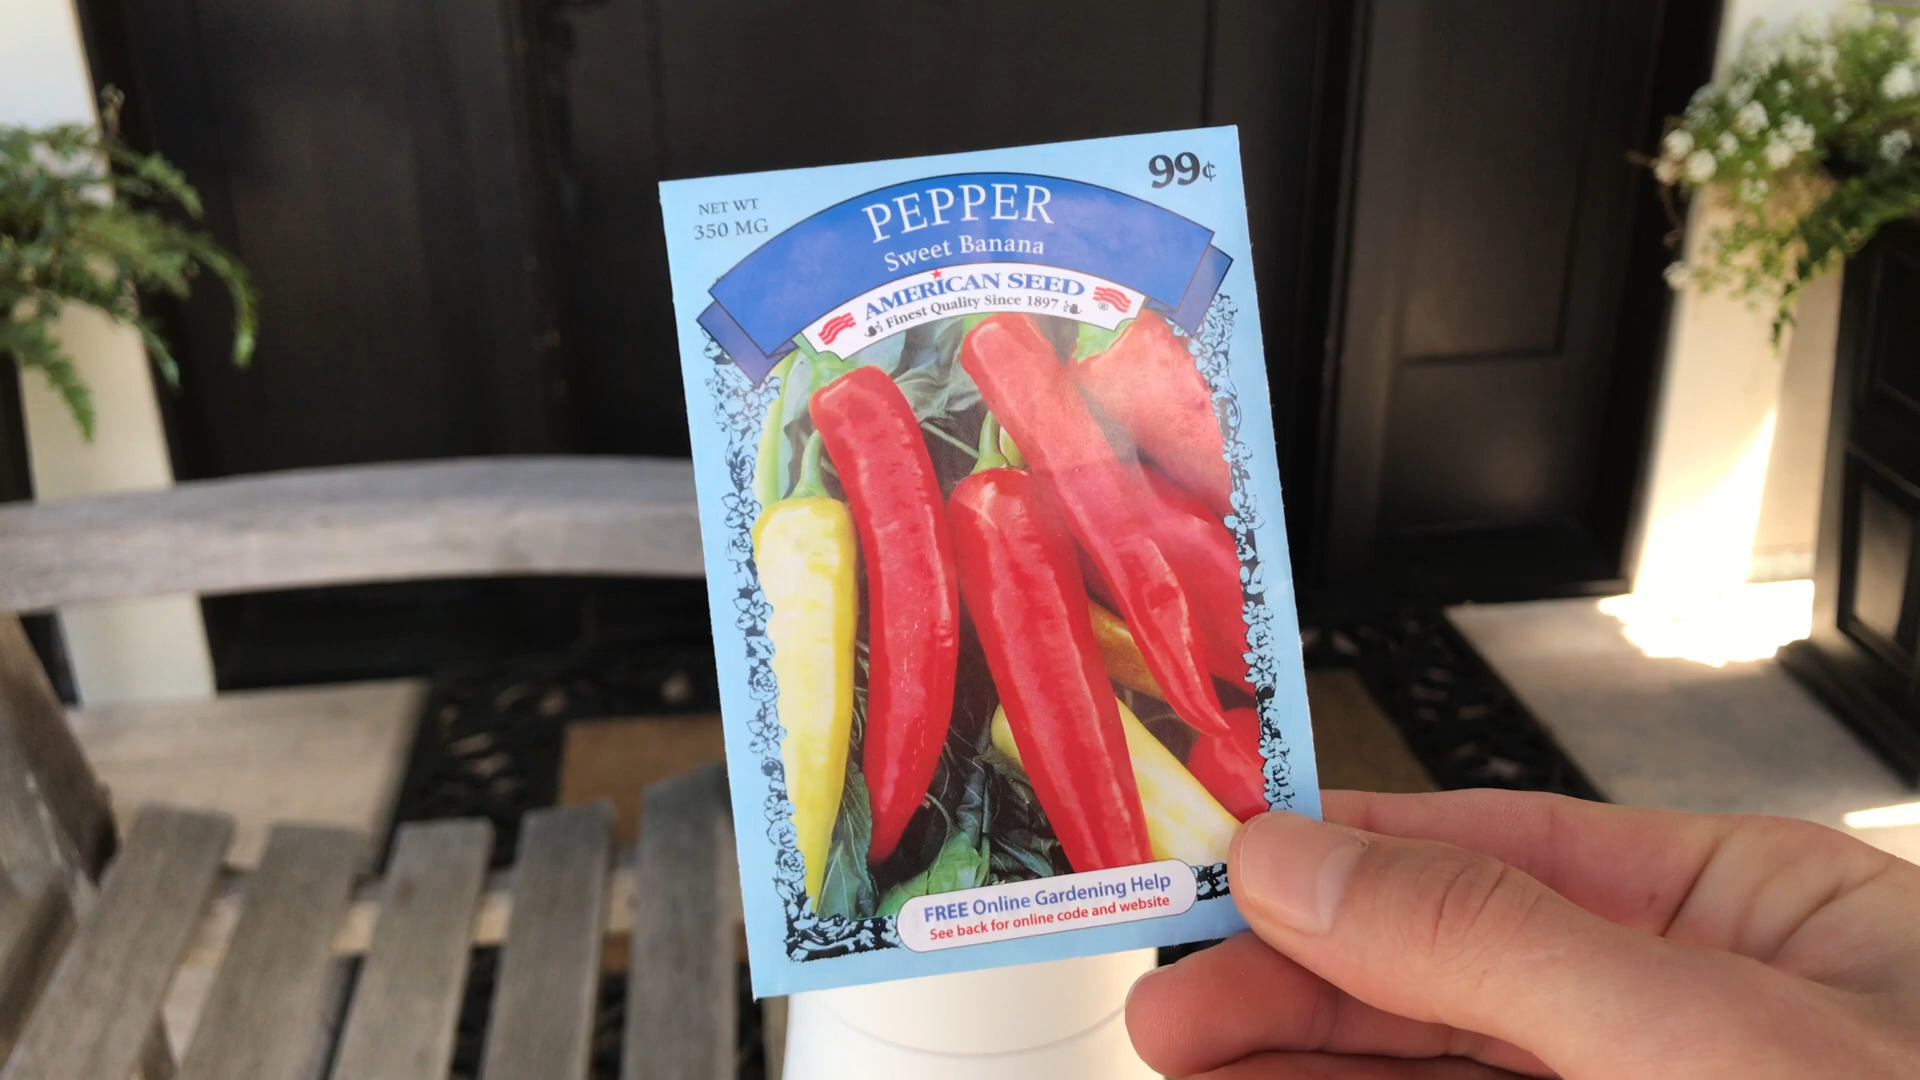 99¢
NET WT
350 MG
PEPPER
Sweet Banana
AMERICAN SEED
Finest Quality Since 1897 ®
FREE Online Gardening Help
See back for online code and website